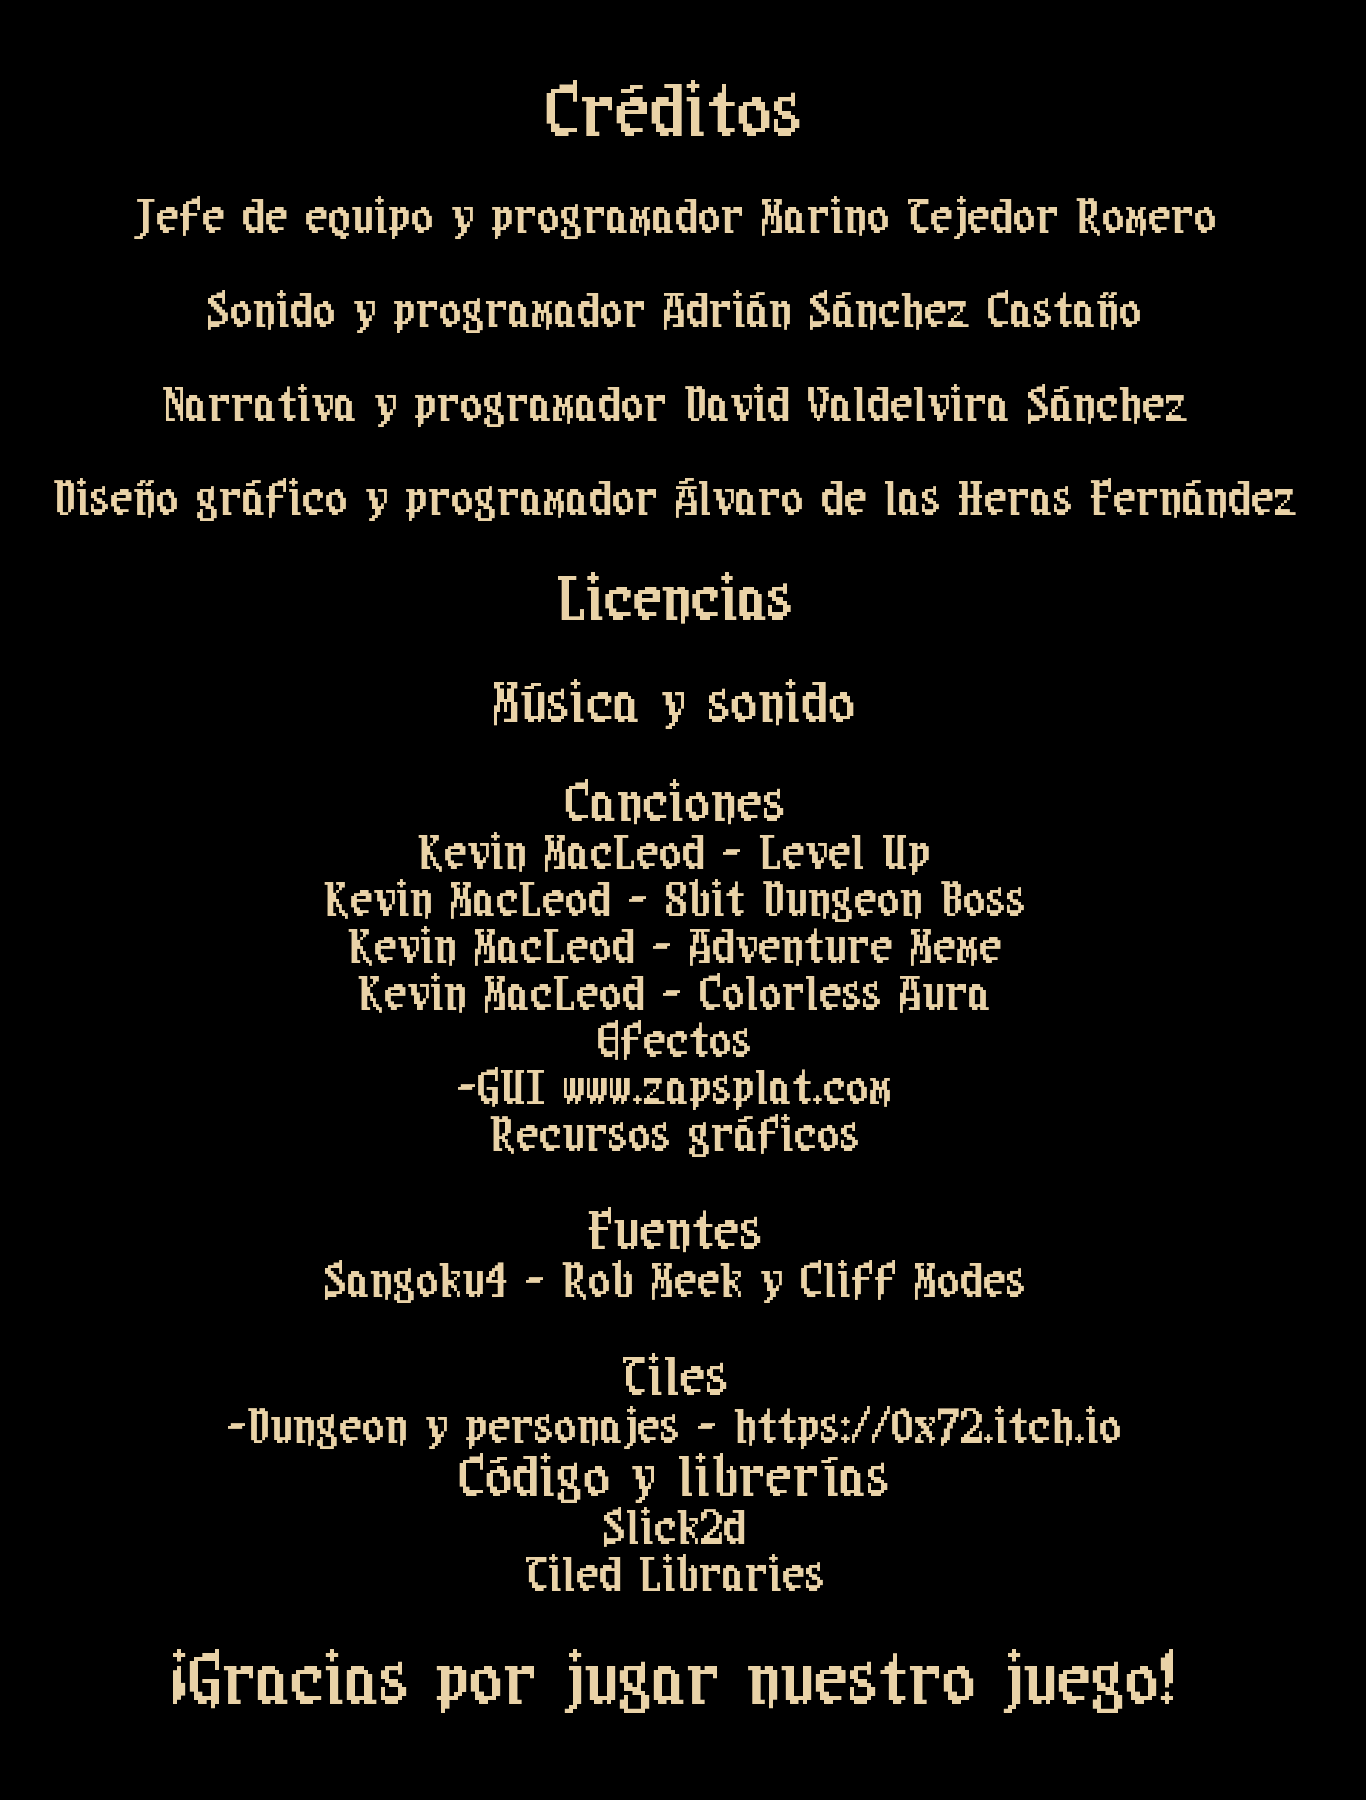 Créditos
Jefe de equipo y programador Marino Tejedor Romero
Sonido y programador Adrián Sánchez Castaño
Narrativa y programador David Valdelvira Sánchez
Diseño gráfico y programador Álvaro de las Heras Fernández
Licencias
Música y sonido
Canciones
Kevin MacLeod - Level Up
Kevin MacLeod - 8bit Dungeon Boss
Kevin MacLeod - Adventure Meme
Kevin MacLeod - Colorless Aura
Efectos
-GUI www.zapsplat.com
Recursos gráficos
Fuentes
Sangoku4 - Rob Meek y Cliff Modes
Tiles
-Dungeon y personajes - https://0x72.itch.io
Código y librerías
Slick2d
Tiled Libraries
¡Gracias por jugar nuestro juego!